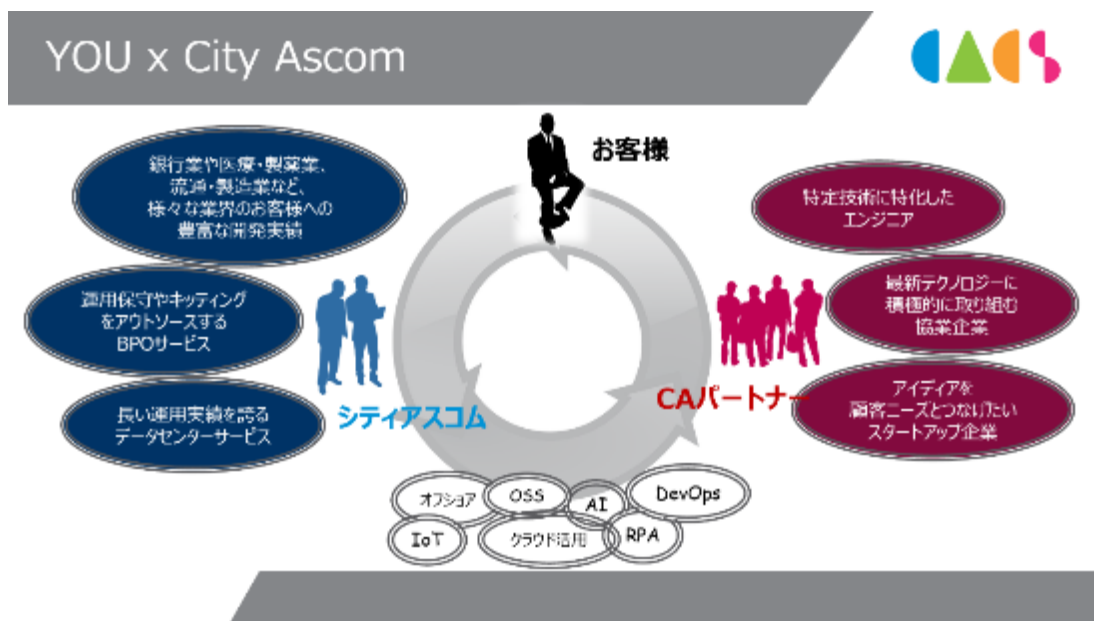 YOU x City Ascom
CACS
お客様
銀行業や医療・製薬業、
流通・製造業など、
様々な業界のお客様への
豊富な開発実績
運用保守やキッティング
をアウトソースする
BPOサービス
長い運用実績を誇る
データセンターサービス
シティアスコム
特定技術に特化した
エンジニア
最新テクノロジーに
積極的に取り組む
協業企業
アイディアを
顧客ニーズとつなげたい
スタートアップ企業
CAパートナー
オフショア
OSS
AI
DevOps
IoT
クラウド活用
RPA